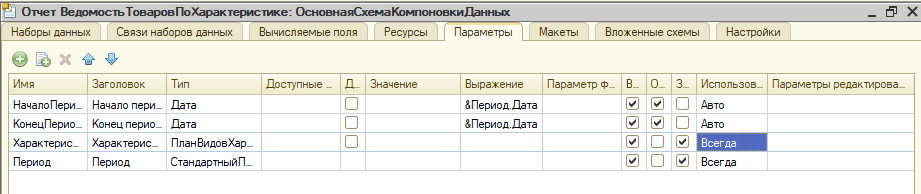 Отчет ВедомостьТоваровПоХарактеристике: ОсновнаяСхемаКомпоновкиДанных
Наборы данных Связи наборов данных Вычисляемые поля Ресурсы Параметры Макеты Вложенные схемы Настройки
Имя Заголовок Тип Доступные ... Д... Значение Выражение Параметр ф... В... О... З... Использов... Параметры редактирова...
НачалоПери... Начало пери... Дата &Период.Дата Авто
КонецПерио... Конец перио... Дата &Период.Дата Авто
Характерис... Характерис... ПланВидовХар... Всегда
Период Период СтандартныйП... Всегда